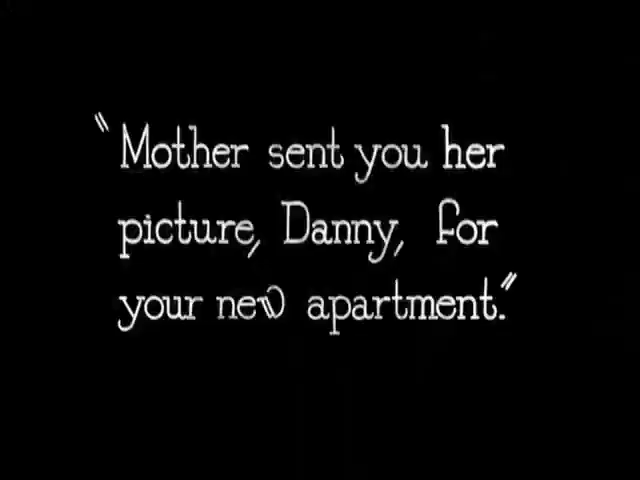 "Mother sent you her
picture, Danny, for
your new apartment."